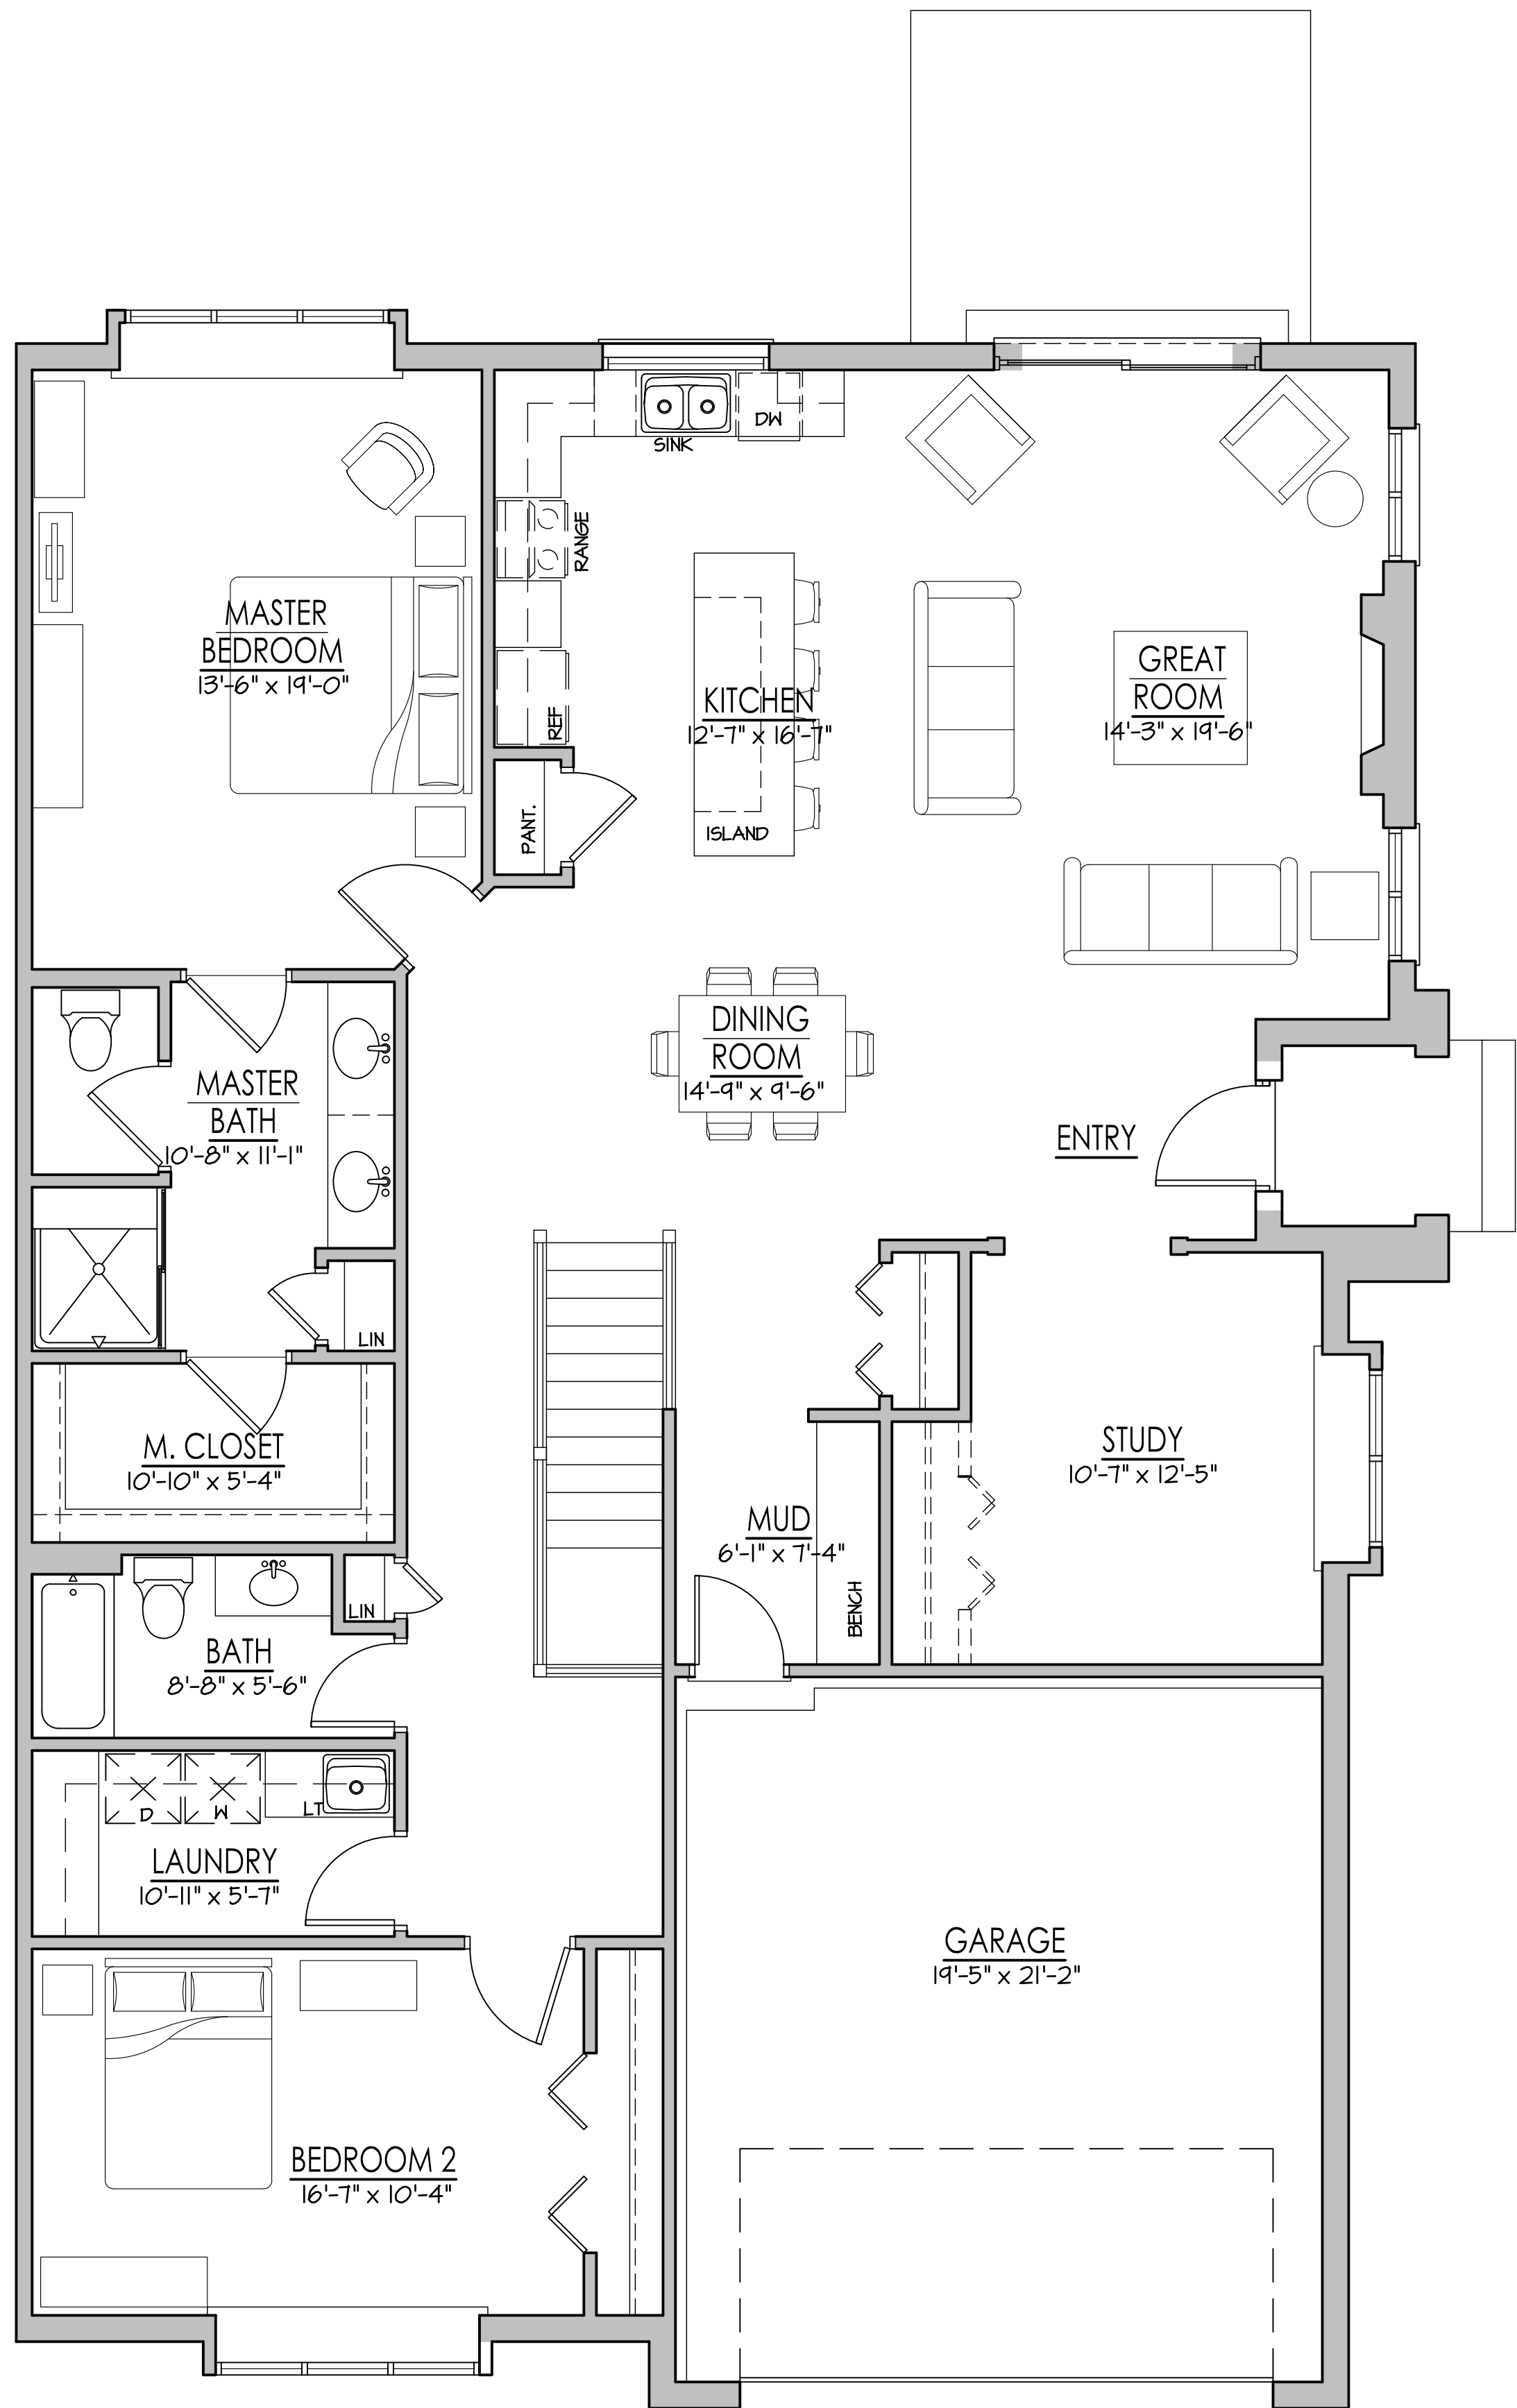 DW
SINK
RANGE
MASTER
BEDROOM
13'-6" x 19'-0"
REF
KITCHEN
12'-7" x 16'-7"
GREAT
ROOM
14'-3" x 19'-6"
PANT.
ISLAND
DINING
ROOM
14'-9" x 9'-6"
MASTER
BATH
10'-8" x 11'-1"
ENTRY
LIN
M. CLOSET
10'-10" x 5'-4"
STUDY
10'-7" x 12'-5"
MUD
6'-1" x 7'-4"
BENCH
LIN
BATH
8'-8" x 5'-6"
D
W
LT
LAUNDRY
10'-11" x 5'-7"
GARAGE
19'-5" x 21'-2"
BEDROOM 2
16'-7" x 10'-4"